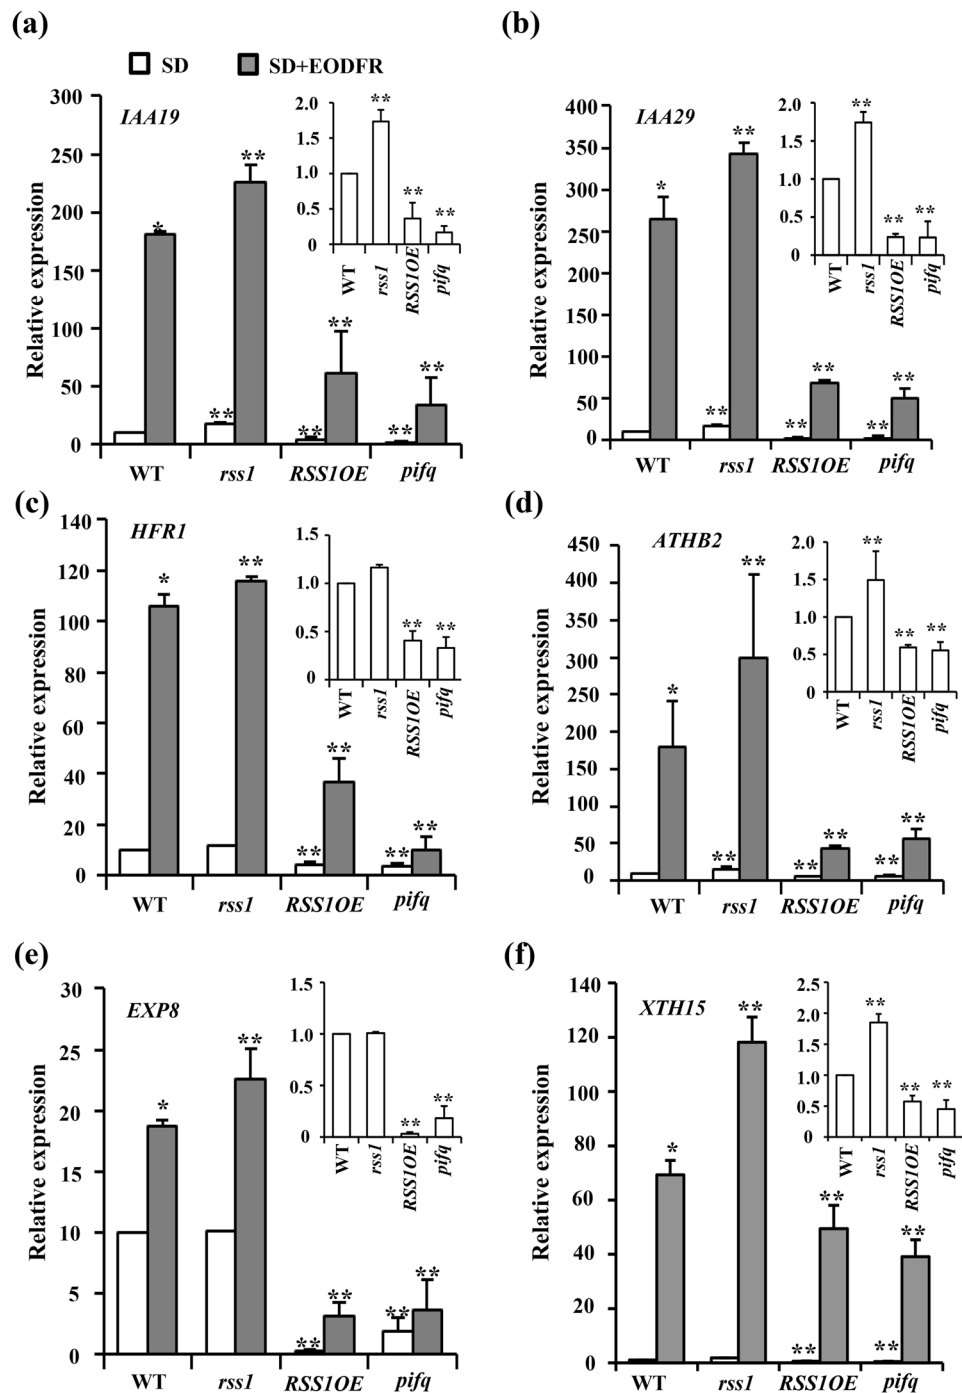 (a)
SD SD+EODFR
IAA19
Relative expression
300
250
200
150
100
50
0
* ** ** ** ** ** **
** ** **
2.0
1.5
1.0
0.5
0
WT rss1 RSS1OE pifq
WT rss1 RSS1OE pifq
(b)
IAA29
Relative expression
400
350
300
250
200
150
100
50
0
* ** ** ** ** ** **
** ** **
2.0
1.5
1.0
0.5
0
WT rss1 RSS1OE pifq
WT rss1 RSS1OE pifq
(c)
HFR1
Relative expression
140
120
100
80
60
40
20
0
* ** ** ** ** **
** **
1.5
1.0
0.5
0
WT rss1 RSS1OE pifq
WT rss1 RSS1OE pifq
(d)
ATHB2
Relative expression
450
400
350
300
250
200
150
100
50
0
* ** ** ** ** ** **
** ** **
2.0
1.5
1.0
0.5
0
WT rss1 RSS1OE pifq
WT rss1 RSS1OE pifq
(e)
EXP8
Relative expression
30
25
20
15
10
5
0
* ** ** ** ** **
** **
1.5
1.0
0.5
0
WT rss1 RSS1OE pifq
WT rss1 RSS1OE pifq
(f)
XTH15
Relative expression
140
120
100
80
60
40
20
0
* ** ** ** ** **
** ** **
2.5
2.0
1.5
1.0
0.5
0
WT rss1 RSS1OE pifq
WT rss1 RSS1OE pifq